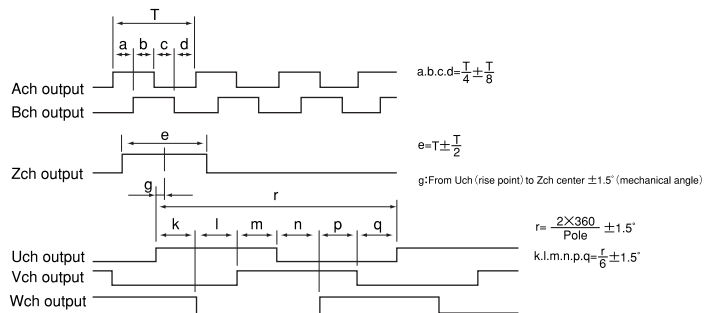 T
a b c d
Ach output
a.b.c.d=T/4±T/8
Bch output
e
e=T±T/2
Zch output
g:From Uch (rise point) to Zch center ±1.5° (mechanical angle)
g
r
k l m n p q
r= 2×360/Pole ±1.5°
Uch output
k.l.m.n.p.q=r/6±1.5°
Vch output
Wch output